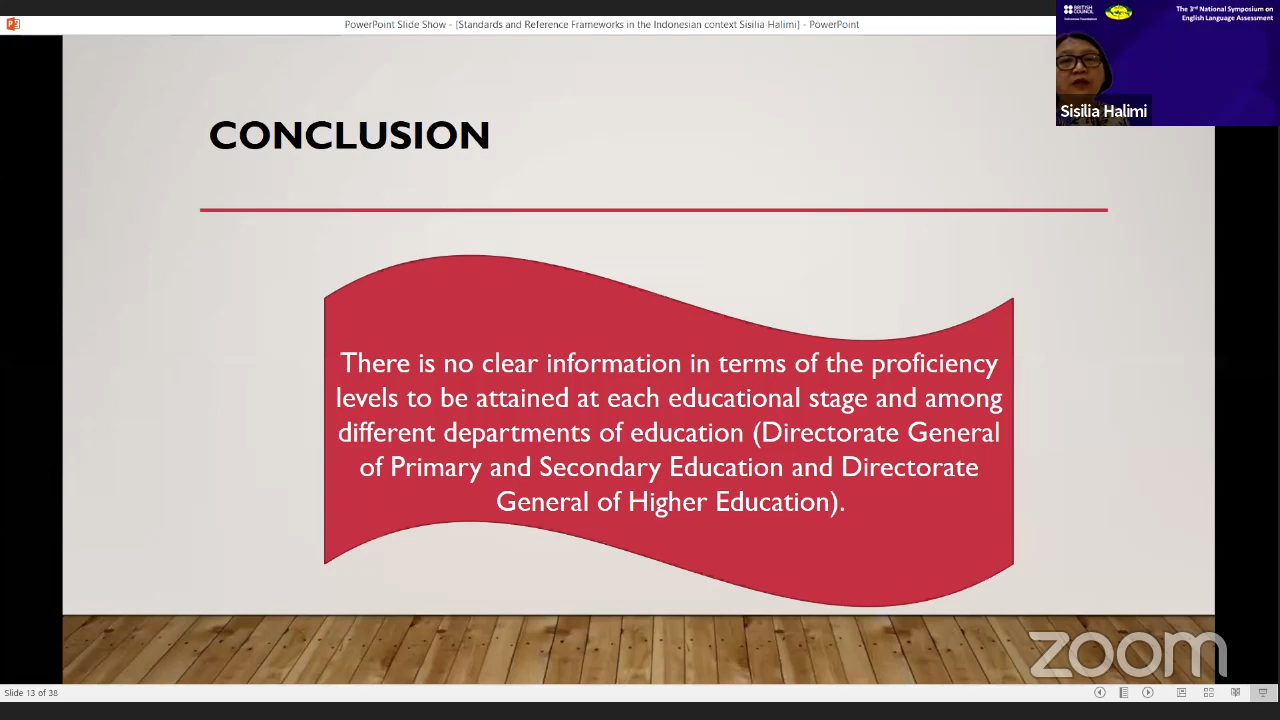 PowerPoint Slide Show - [Standards and Reference Frameworks in the Indonesian context Sisilia Halimi] - PowerPoint
BRITISH
COUNCIL
The 3rd National Symposium on
English Language Assessment
Sisilia Halimi
CONCLUSION
There is no clear information in terms of the proficiency
levels to be attained at each educational stage and among
different departments of education (Directorate General
of Primary and Secondary Education and Directorate
General of Higher Education).
zoom
Slide 13 of 38